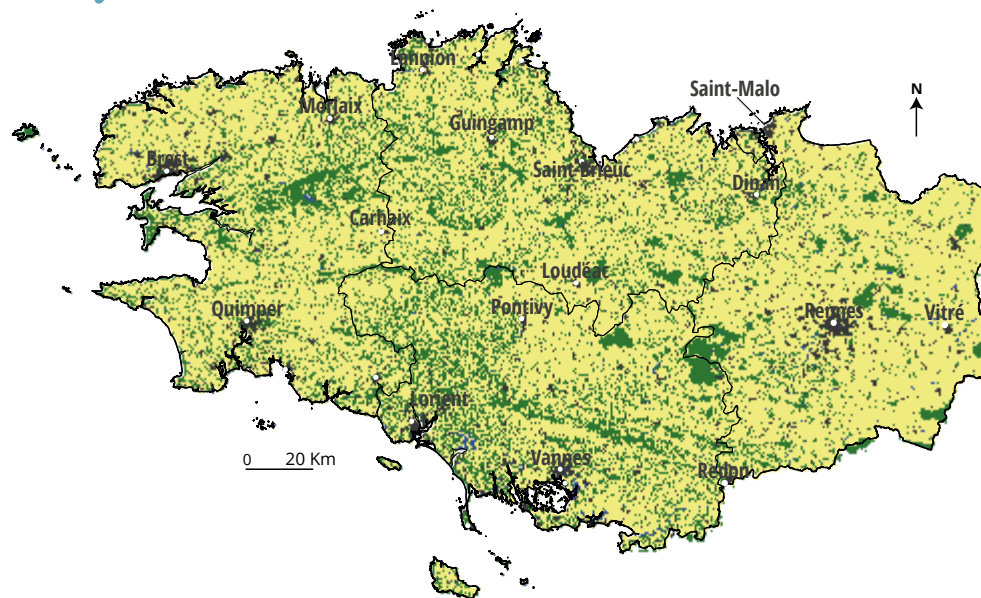 Lannion
Saint-Malo
N
Morlaix
Guingamp
Brest
Saint-Brieuc
Dinan
Carhaix
Loudéac
Quimper
Pontivy
Rennes
Vitré
Lorient
0 20 Km
Vannes
Redon